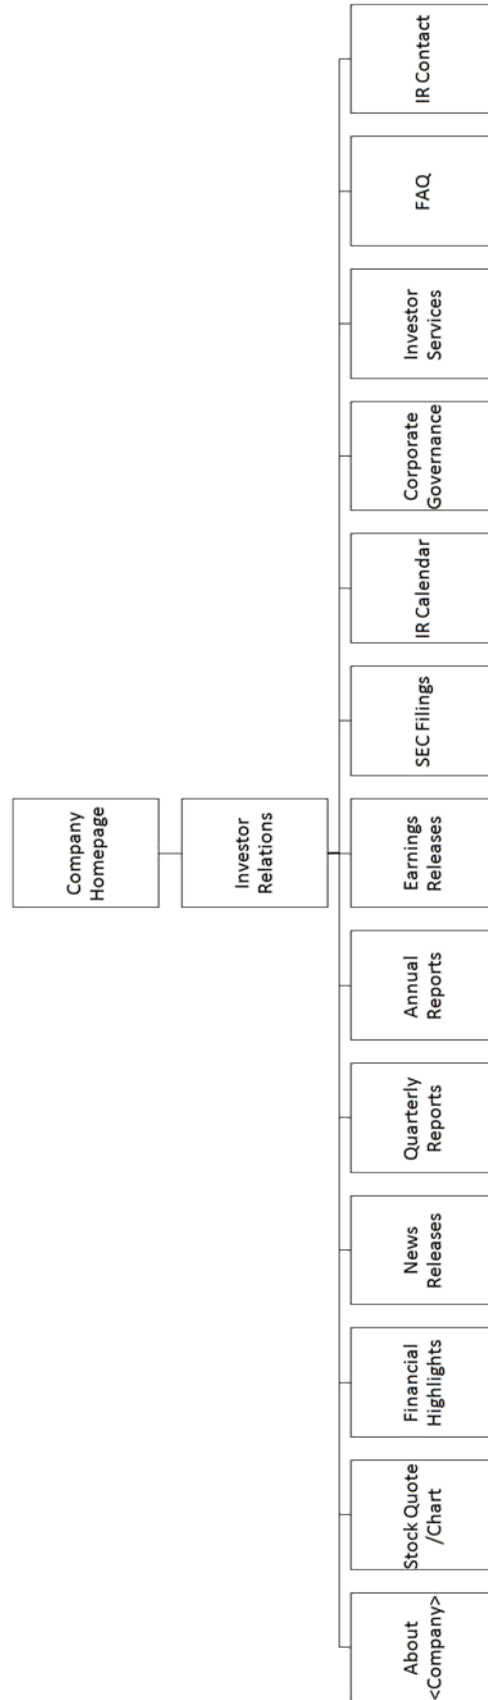 Company
Homepage
Investor
Relations
About
<Company>
Stock Quote
/Chart
Financial
Highlights
News
Releases
Quarterly
Reports
Annual
Reports
Earnings
Releases
SEC Filings
IR Calendar
Corporate
Governance
Investor
Services
FAQ
IR Contact